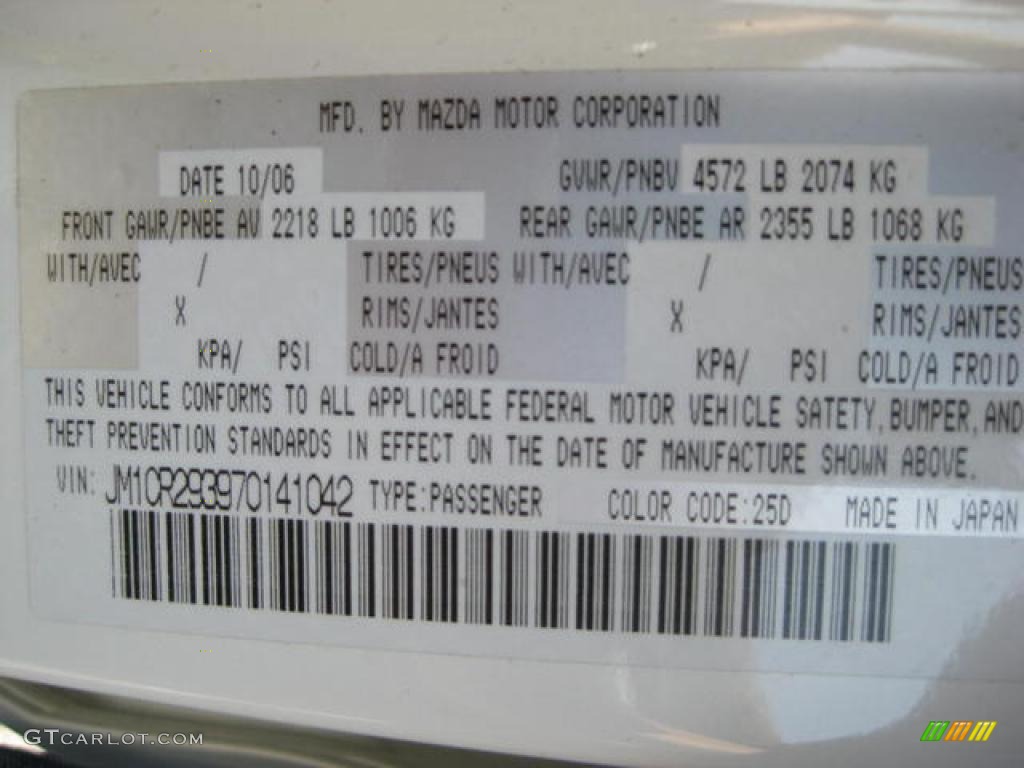 MFD. BY MAZDA MOTOR CORPORATION
DATE 10/06 GVWR/PNBV 4572 LB 2074 KG
FRONT GAWR/PNBE AV 2218 LB 1006 KG REAR GAWR/PNBE AR 2355 LB 1068 KG
WITH/AVEC / TIRES/PNEUS WITH/AVEC / TIRES/PNEUS
X RIMS/JANTES X RIMS/JANTES
KPA/ PSI COLD/A FROID KPA/ PSI COLD/A FROID
THIS VEHICLE CONFORMS TO ALL APPLICABLE FEDERAL MOTOR VEHICLE SATETY, BUMPER, AND
THEFT PREVENTION STANDARDS IN EFFECT ON THE DATE OF MANUFACTURE SHOWN ABOVE.
VIN: JM1CR293970141042 TYPE:PASSENGER COLOR CODE:25D MADE IN JAPAN
GTCARLOT.COM